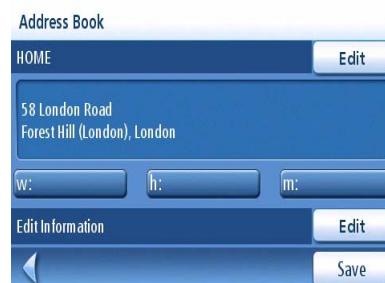 Address Book
HOME
Edit
58 London Road
Forest Hill (London), London
w:
h:
m:
Edit Information
Edit
Save